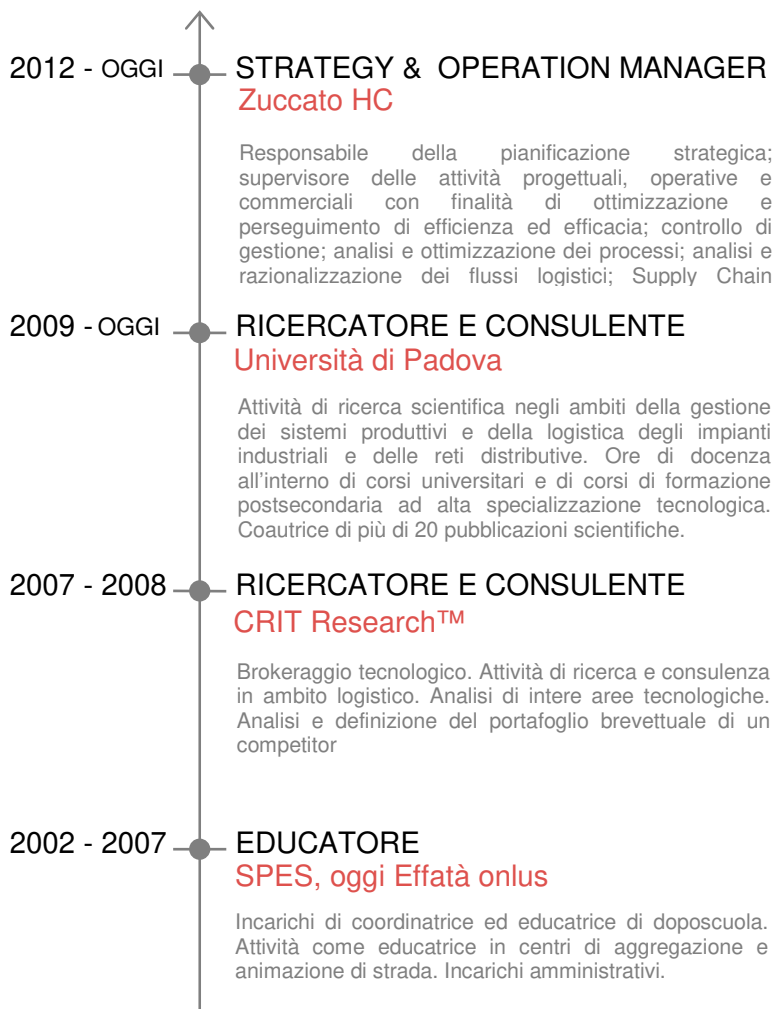 2012 - OGGI
STRATEGY & OPERATION MANAGER
Zuccato HC
Responsabile della pianificazione strategica;
supervisore delle attività progettuali, operative e
commerciali con finalità di ottimizzazione e
perseguimento di efficienza ed efficacia; controllo di
gestione; analisi e ottimizzazione dei processi; analisi e
razionalizzazione dei flussi logistici; Supply Chain
2009 - OGGI
RICERCATORE E CONSULENTE
Università di Padova
Attività di ricerca scientifica negli ambiti della gestione
dei sistemi produttivi e della logistica degli impianti
industriali e delle reti distributive. Ore di docenza
all'interno di corsi universitari e di corsi di formazione
postsecondaria ad alta specializzazione tecnologica.
Coautrice di più di 20 pubblicazioni scientifiche.
2007 - 2008
RICERCATORE E CONSULENTE
CRIT Research™
Brokeraggio tecnologico. Attività di ricerca e consulenza
in ambito logistico. Analisi di intere aree tecnologiche.
Analisi e definizione del portafoglio brevettuale di un
competitor
2002 - 2007
EDUCATORE
SPES, oggi Effatà onlus
Incarichi di coordinatrice ed educatrice di doposcuola.
Attività come educatrice in centri di aggregazione e
animazione di strada. Incarichi amministrativi.